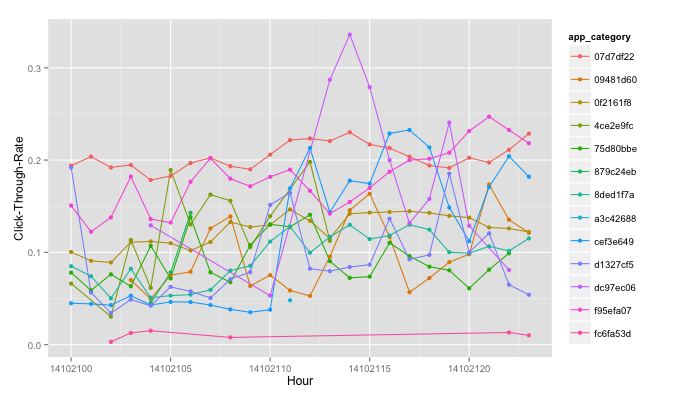 app_category
07d7df22
09481d60
0f2161f8
4ce2e9fc
75d80bbe
879c24eb
8ded1f7a
a3c42688
cef3e649
d1327cf5
dc97ec06
f95efa07
fc6fa53d
Click-Through-Rate
0.3
0.2
0.1
0.0
14102100 14102105 14102110 14102115 14102120
Hour